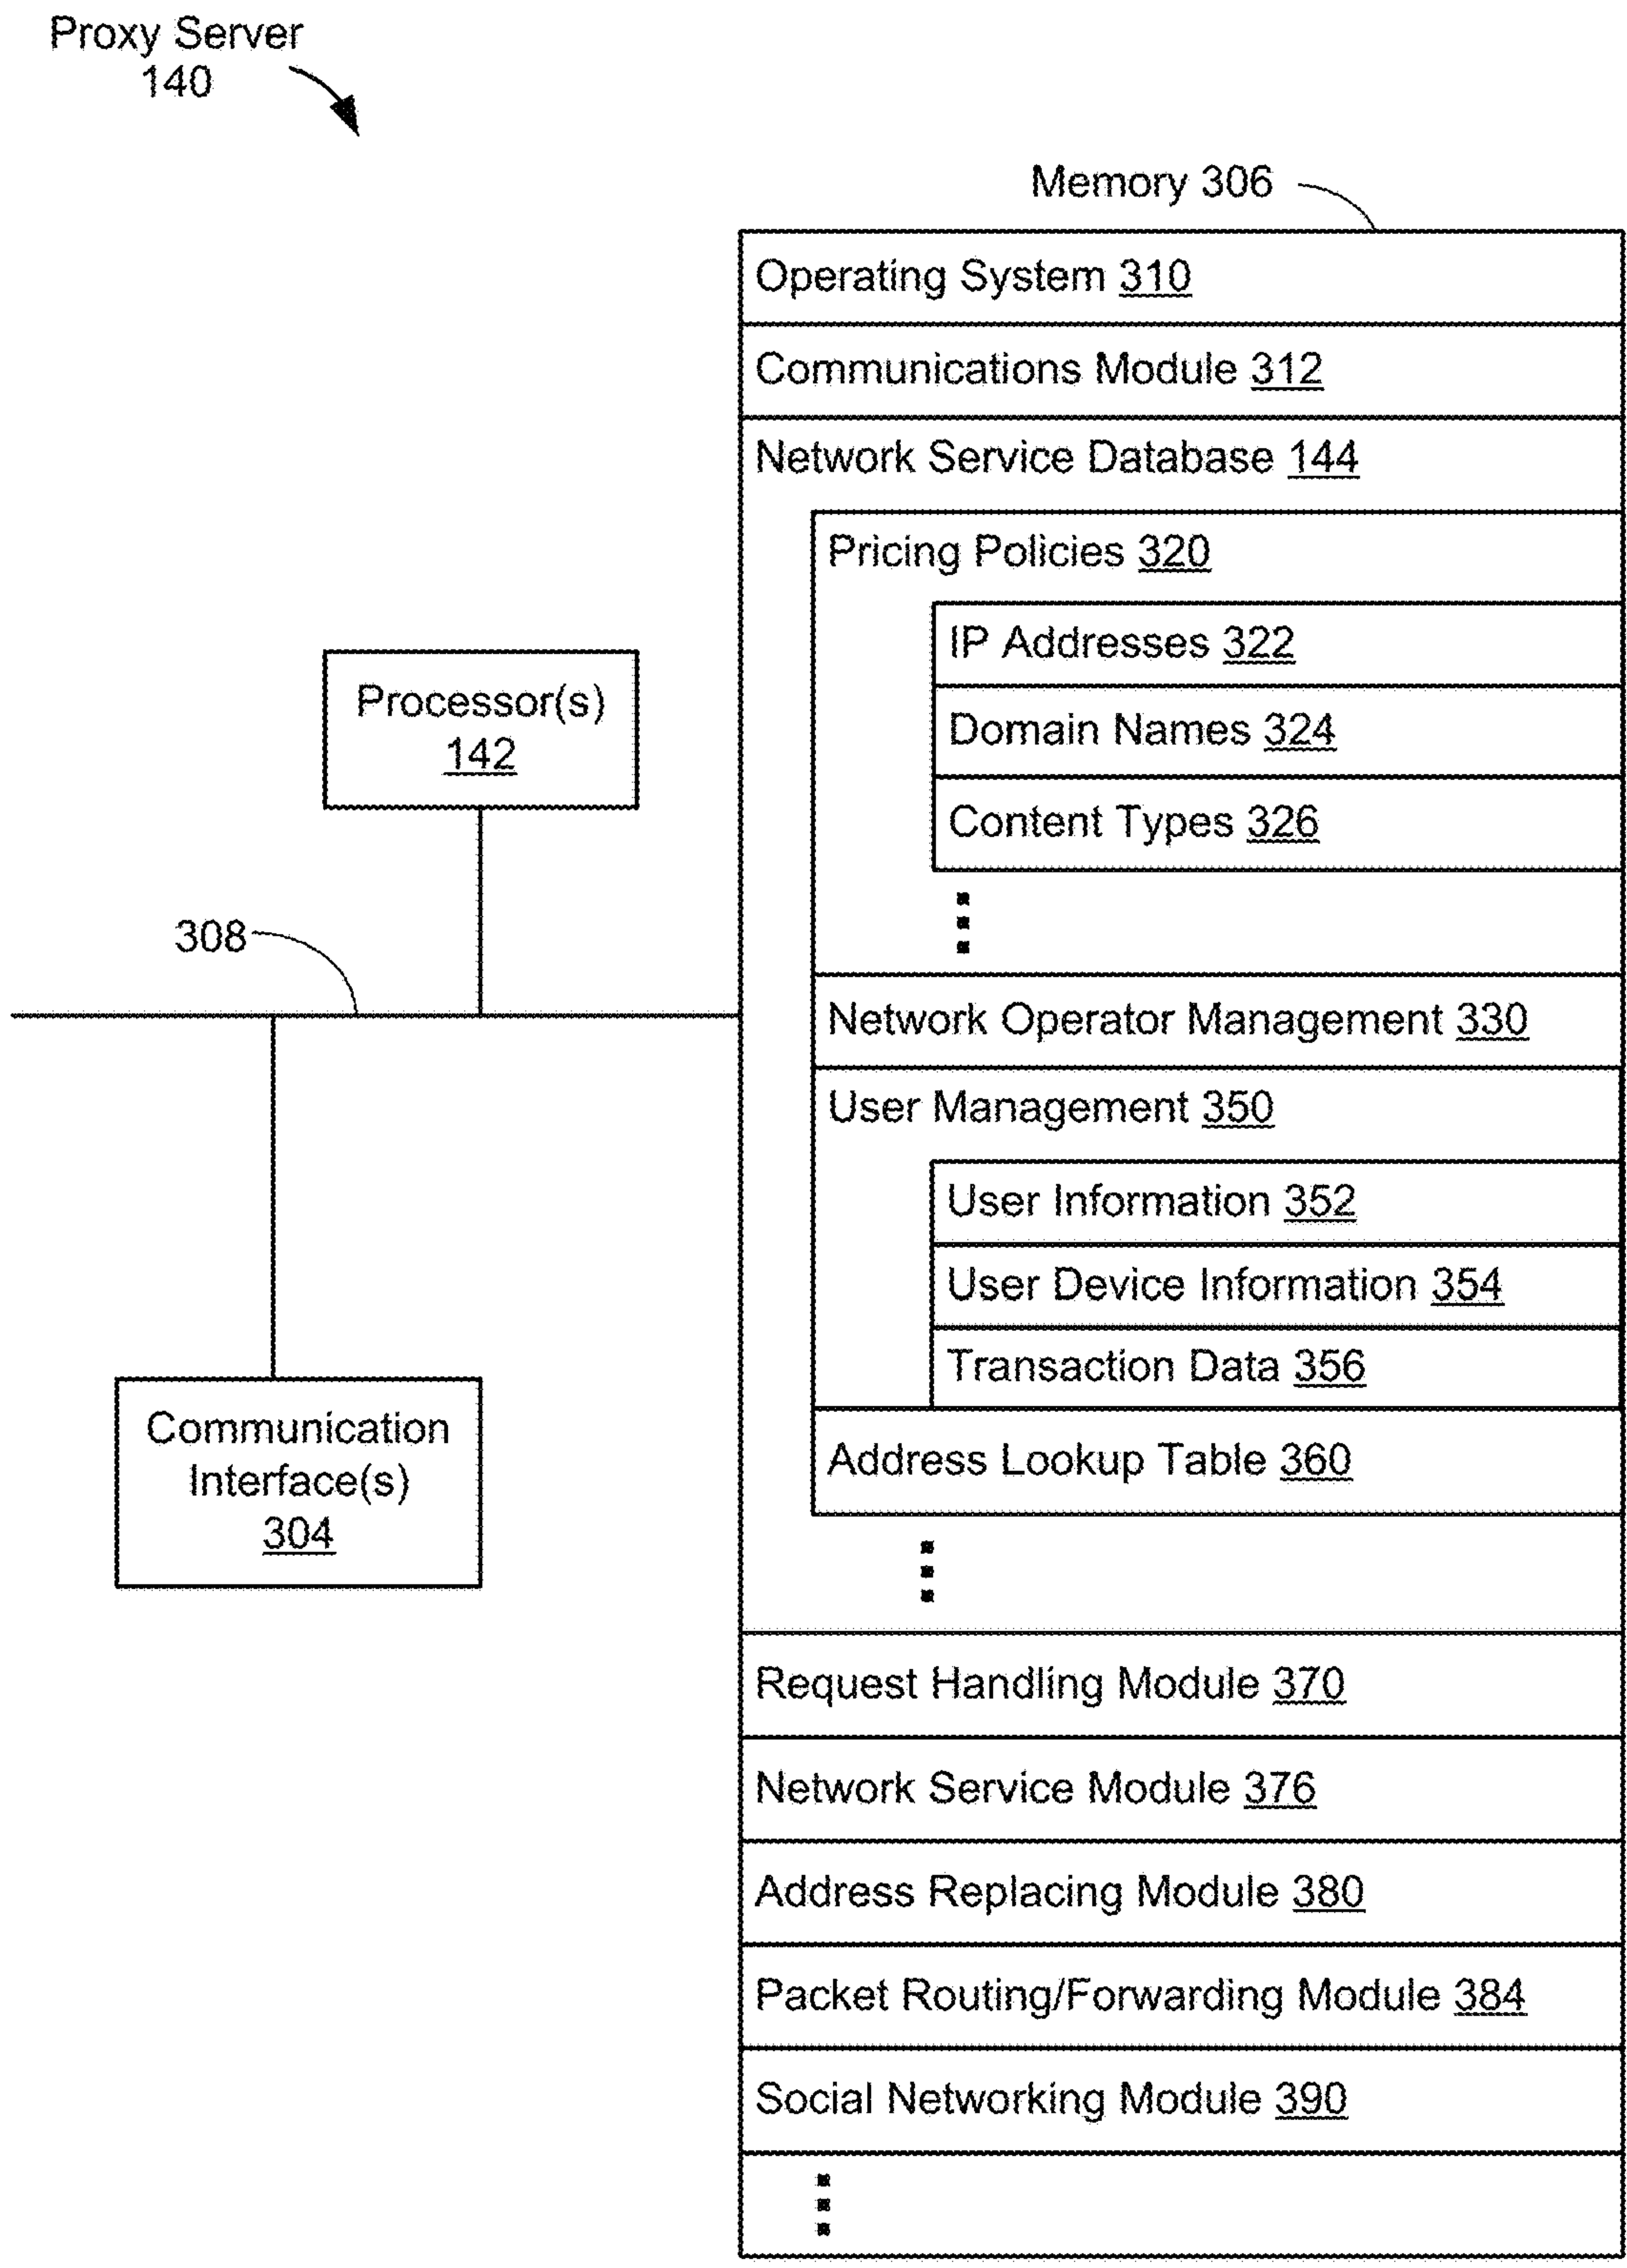 Proxy Server
140
Memory 306
Operating System 310
Communications Module 312
Network Service Database 144
Pricing Policies 320
IP Addresses 322
Domain Names 324
Content Types 326
Processor(s)
142
308
Network Operator Management 330
User Management 350
User Information 352
User Device Information 354
Transaction Data 356
Communication
Interface(s)
304
Address Lookup Table 360
Request Handling Module 370
Network Service Module 376
Address Replacing Module 380
Packet Routing/Forwarding Module 384
Social Networking Module 390